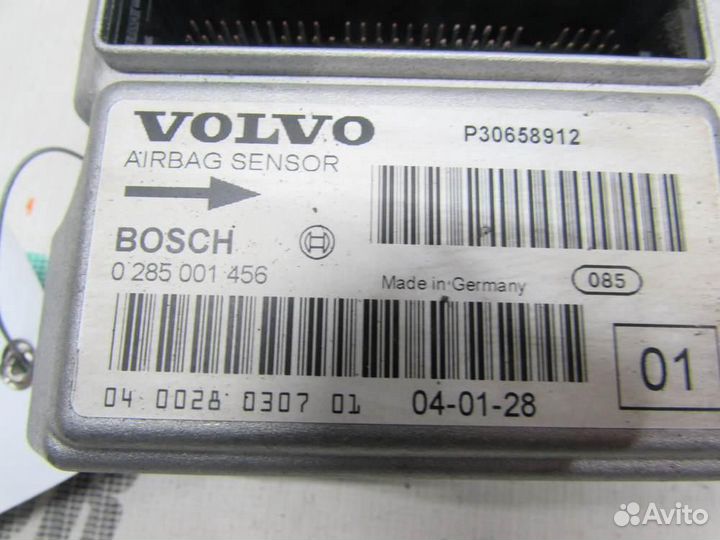 VOLVO P30658912
AIRBAG SENSOR
BOSCH
0 285 001 456 Made in Germany 085
01
04 0028 0307 01 04-01-28
Avito